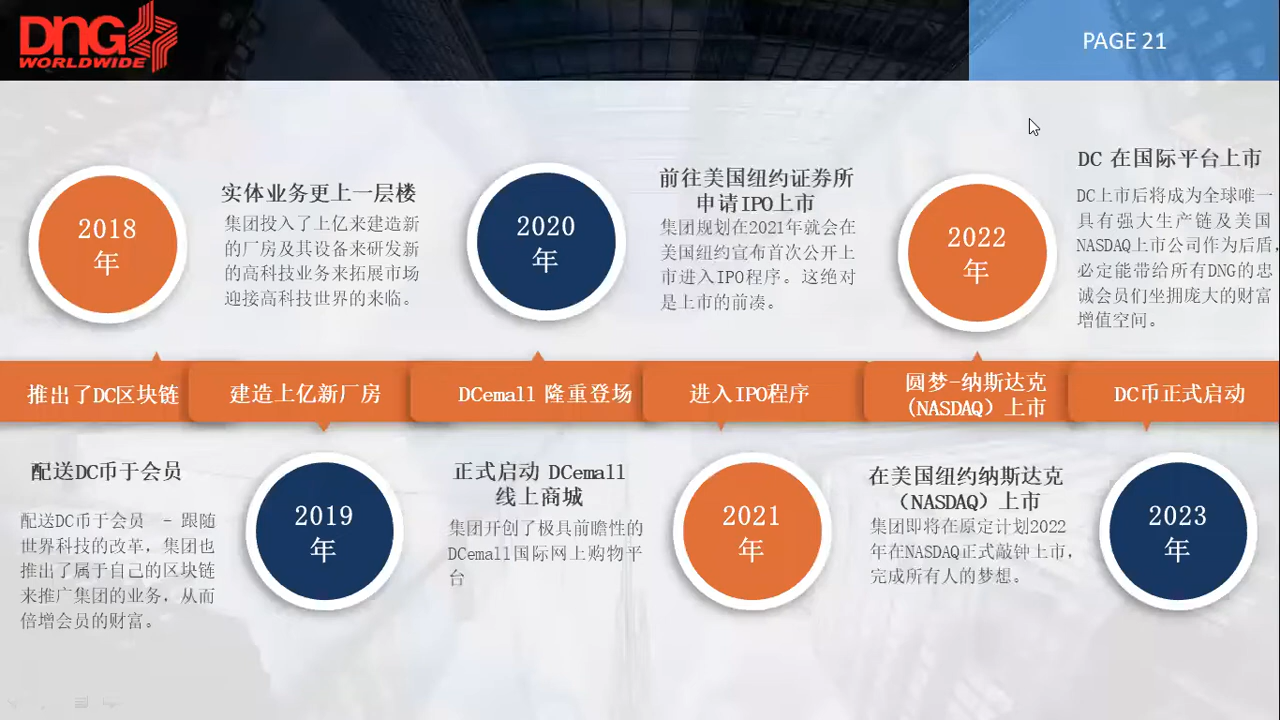 DNG
WORLDWIDE
PAGE 21
2018
年
实体业务更上一层楼
集团投入了上亿来建造新
的厂房及其设备来研发新
的高科技业务来拓展市场
迎接高科技世界的来临。
2020
年
前往美国纽约证券所
申请IPO上市
集团规划在2021年就会在
美国纽约宣布首次公开上
市进入IPO程序。这绝对
是上市的前凑。
2022
年
DC 在国际平台上市
DC上市后将成为全球唯一
具有强大生产链及美国
NASDAQ上市公司作为后盾,
必定能带给所有DNG的忠
诚会员们坐拥庞大的财富
增值空间。
推出了DC区块链
建造上亿新厂房
DCemall 隆重登场
进入IPO程序
圆梦-纳斯达克
(NASDAQ) 上市
DC币正式启动
配送DC币于会员
配送DC币于会员 - 跟随
世界科技的改革，集团也
推出了属于自己的区块链
来推广集团的业务，从而
倍增会员的财富。
2019
年
正式启动 DCemall
线上商城
集团开创了极具前瞻性的
DCemall国际网上购物平
台
2021
年
在美国纽约纳斯达克
（NASDAQ）上市
集团即将在原定计划2022
年在NASDAQ正式敲钟上市，
完成所有人的梦想。
2023
年